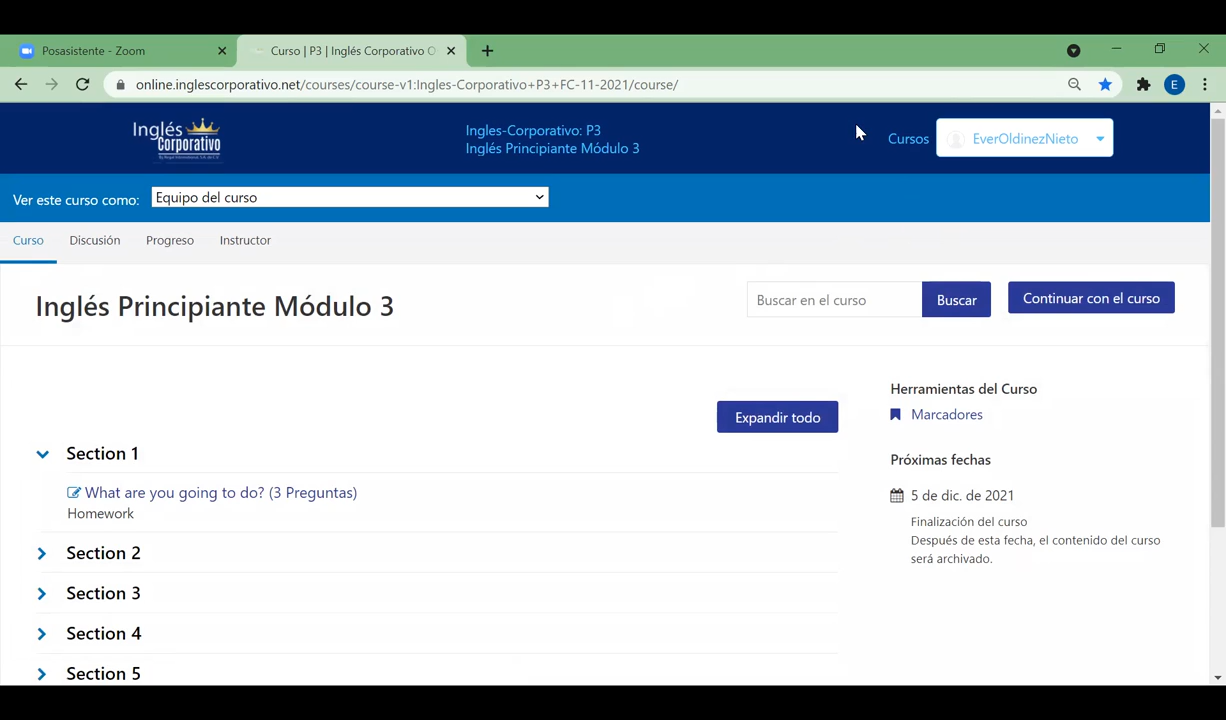 Posasistente - Zoom
Curso | P3 | Inglés Corporativo O
online.inglescorporativo.net/courses/course-v1:Ingles-Corporativo+P3+FC-11-2021/course/
E
Inglés
Corporativo
Ingles-Corporativo: P3
Inglés Principiante Módulo 3
Cursos
EverOldinezNieto
Ver este curso como:
Equipo del curso
Curso
Discusión
Progreso
Instructor
Inglés Principiante Módulo 3
Buscar en el curso
Buscar
Continuar con el curso
Expandir todo
Section 1
What are you going to do? (3 Preguntas)
Homework
Section 2
Section 3
Section 4
Section 5
Herramientas del Curso
Marcadores
Próximas fechas
5 de dic. de 2021
Finalización del curso
Después de esta fecha, el contenido del curso
será archivado.